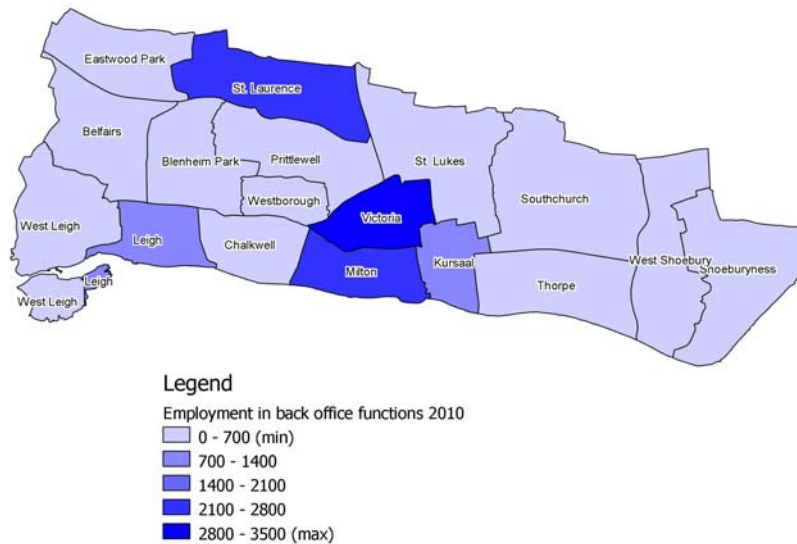 Eastwood Park
St. Laurence
Belfairs
Blenheim Park
Prittlewell
St. Lukes
Westborough
Southchurch
West Leigh
Leigh
Chalkwell
Victoria
Milton
Kursaal
Thorpe
West Shoebury
Shoeburyness
West Leigh
Leigh
Legend
Employment in back office functions 2010
0 - 700 (min)
700 - 1400
1400 - 2100
2100 - 2800
2800 - 3500 (max)